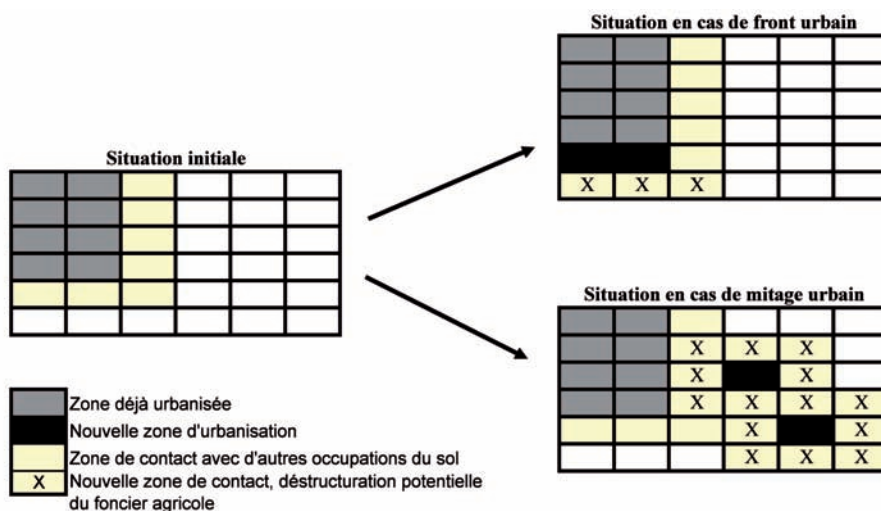 Situation en cas de front urbain
Situation initiale
X X X
Situation en cas de mitage urbain
X X X
X X
X X X X
X X
X X X
Zone déjà urbanisée
Nouvelle zone d'urbanisation
Zone de contact avec d'autres occupations du sol
X Nouvelle zone de contact, déstructuration potentielle
du foncier agricole